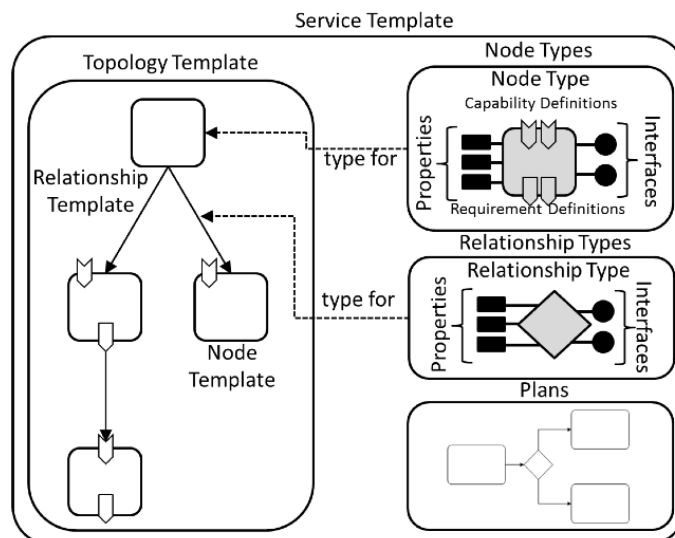 Service Template
Topology Template
Relationship
Template
Node
Template
type for
type for
Node Types
Node Type
Capability Definitions
Properties
Interfaces
Requirement Definitions
Relationship Types
Relationship Type
Properties
Interfaces
Plans